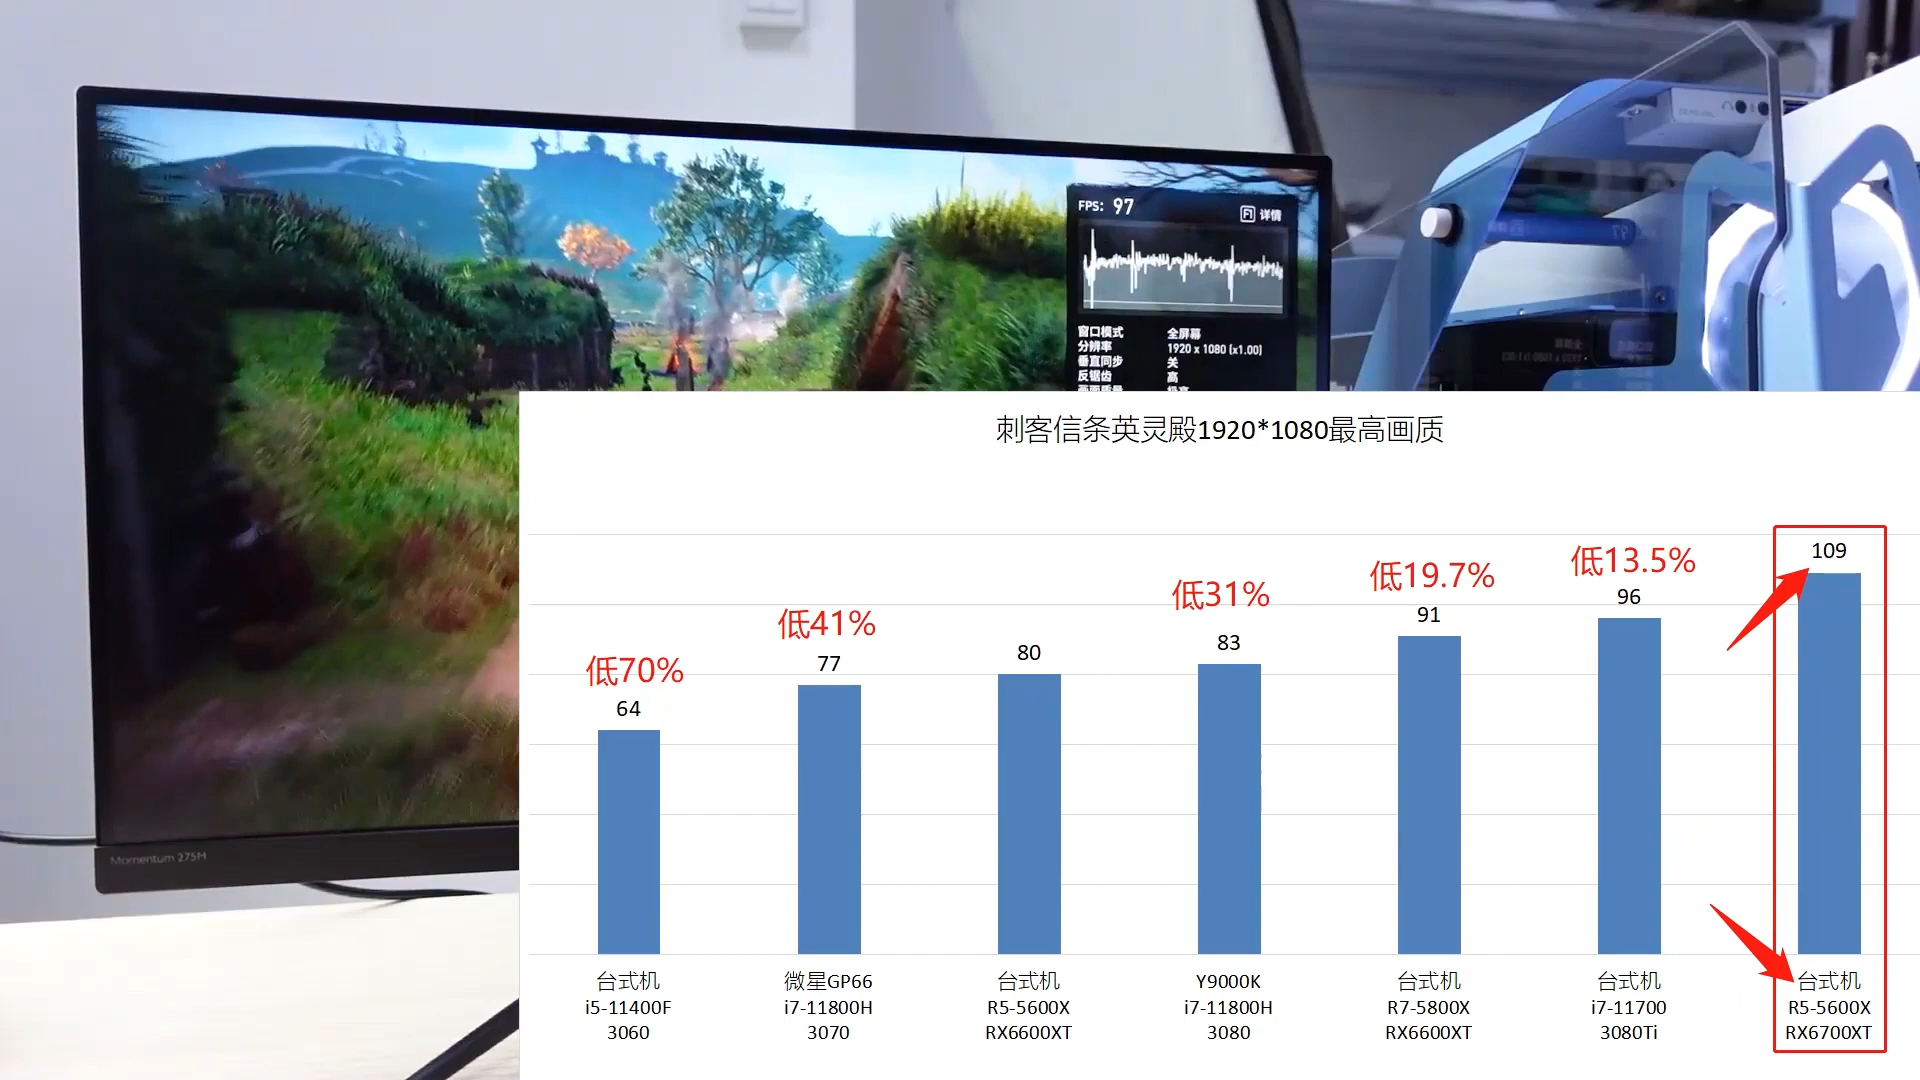 FPS: 97
F1 详情
窗口模式 全屏幕
分辨率 1920 x 1080 (x1.00)
垂直同步 关
反锯齿 高
Momentum 275M
刺客信条英灵殿1920*1080最高画质
低70%
64
低41%
77
80
低31%
83
低19.7%
91
低13.5%
96
109
台式机
i5-11400F
3060
微星GP66
i7-11800H
3070
台式机
R5-5600X
RX6600XT
Y9000K
i7-11800H
3080
台式机
R7-5800X
RX6600XT
台式机
i7-11700
3080Ti
台式机
R5-5600X
RX6700XT